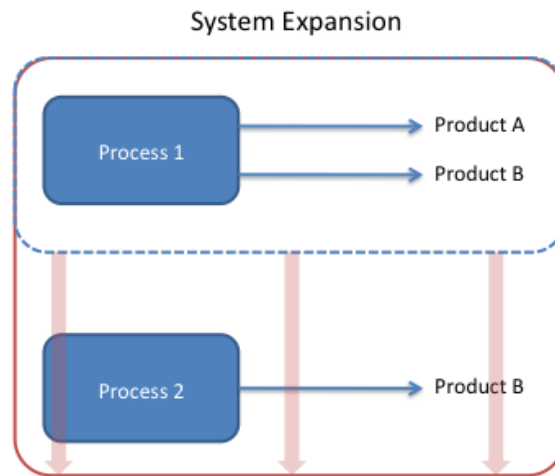 System Expansion
Process 1
Product A
Product B
Process 2
Product B